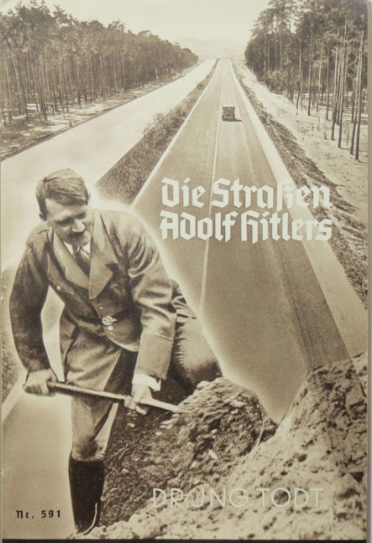 Die Straßen
Adolf Hitlers
DR. ING. TODT
Nr. 591